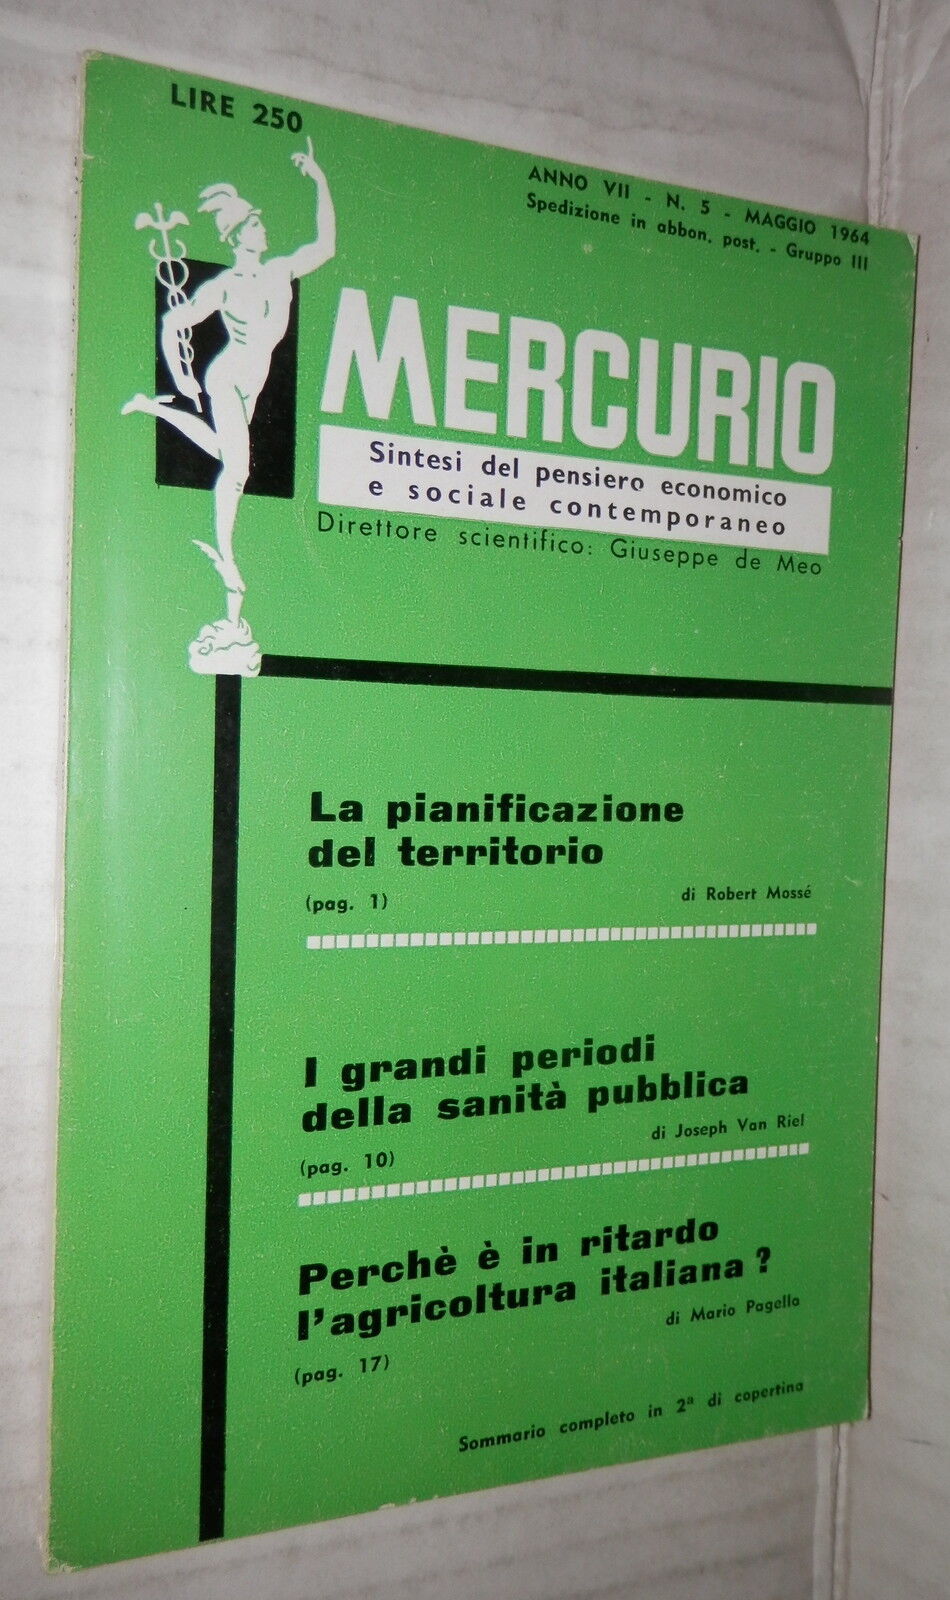 LIRE 250
ANNO VII - N. 5 - MAGGIO 1964
Spedizione in abbon. post. - Gruppo III
MERCURIO
Sintesi del pensiero economico
e sociale contemporaneo
Direttore scientifico: Giuseppe de Meo
La pianificazione
del territorio
(pag. 1) di Robert Mossé
I grandi periodi
della sanità pubblica
di Joseph Van Riel
(pag. 10)
Perchè è in ritardo
l'agricoltura italiana?
di Mario Pagella
(pag. 17)
Sommario completo in 2ª di copertina